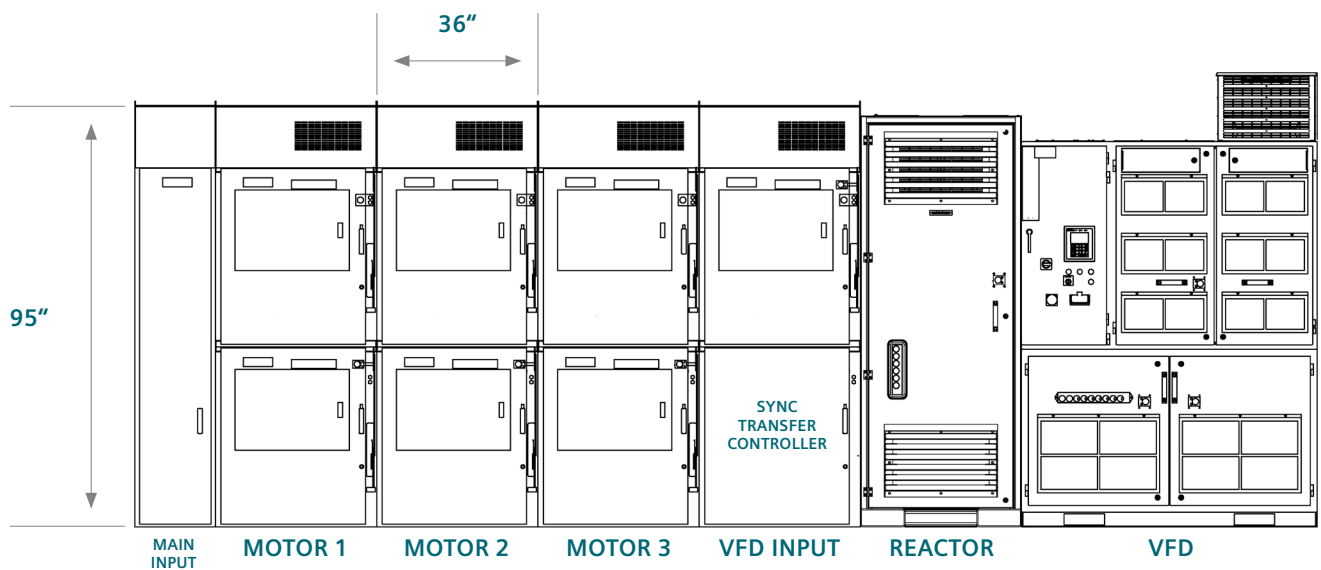 36“
95“
SYNC
TRANSFER
CONTROLLER
MAIN
INPUT
MOTOR 1
MOTOR 2
MOTOR 3
VFD INPUT
REACTOR
VFD